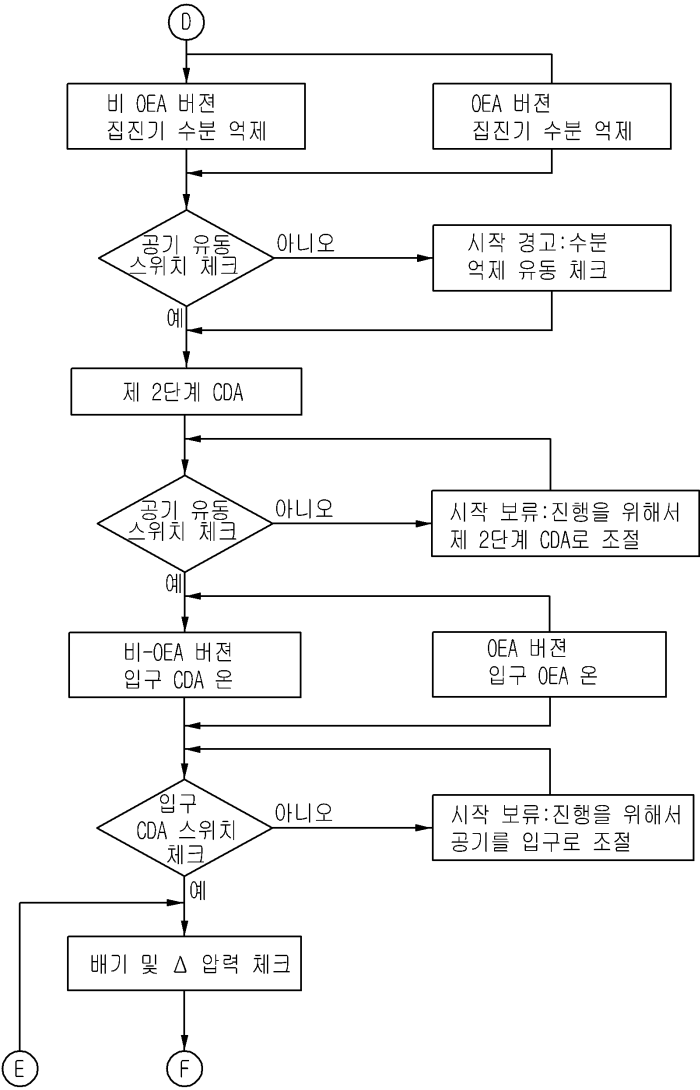 D
비 OEA 버젼
집진기 수분 억제
OEA 버젼
집진기 수분 억제
공기 유동
스위치 체크
아니오
시작 경고:수분
억제 유동 체크
예
제 2단계 CDA
공기 유동
스위치 체크
아니오
시작 보류:진행을 위해서
제 2단계 CDA로 조절
예
비-OEA 버젼
입구 CDA 온
OEA 버젼
입구 OEA 온
입구
CDA 스위치
체크
아니오
시작 보류:진행을 위해서
공기를 입구로 조절
예
배기 및 Δ 압력 체크
E
F